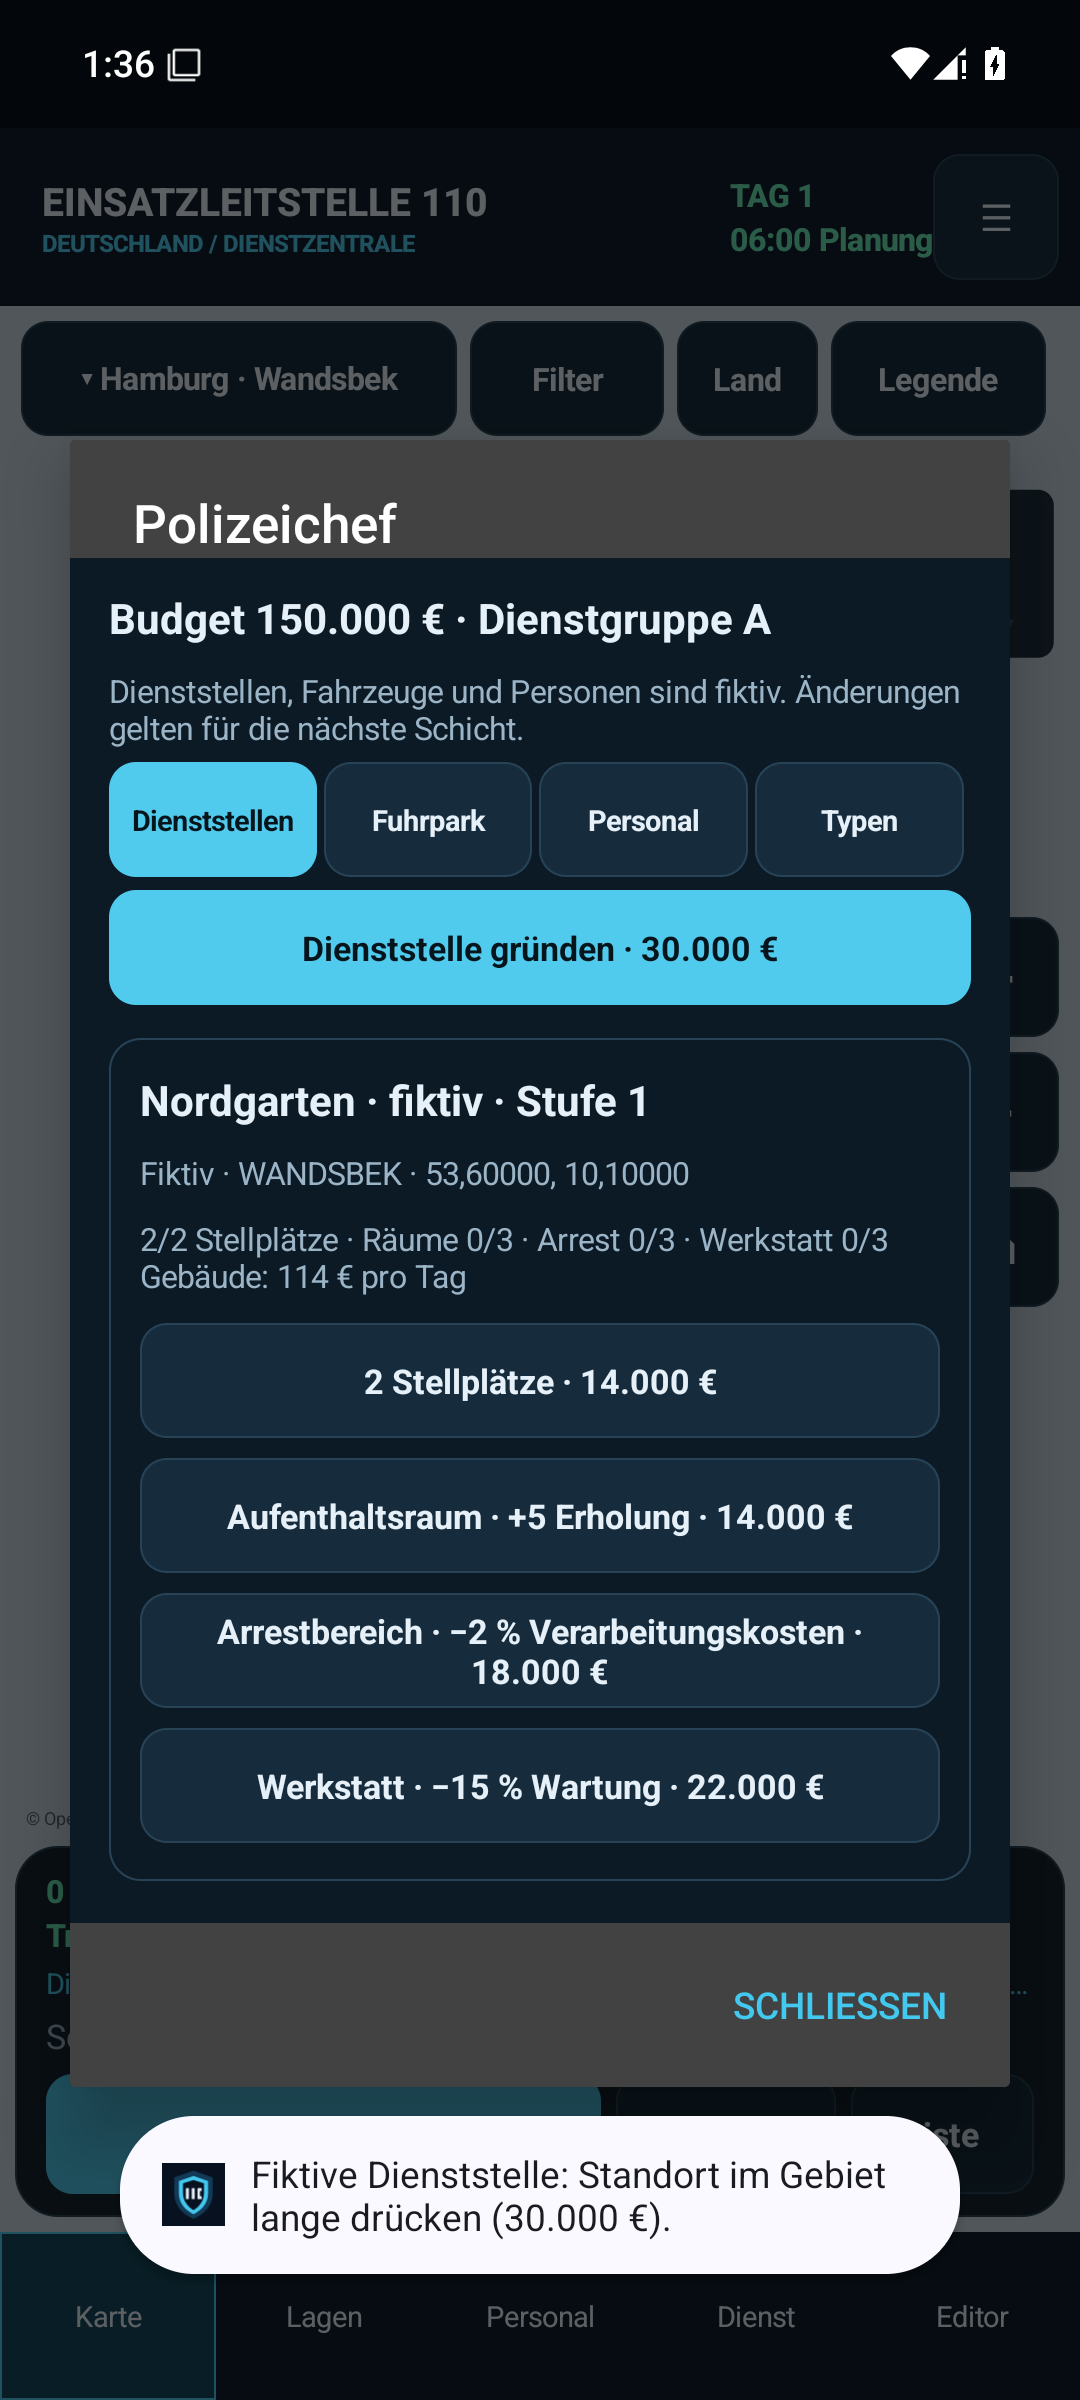 1:36
EINSATZLEITSTELLE 110
DEUTSCHLAND / DIENSTZENTRALE
TAG 1
06:00 Planung
▾ Hamburg · Wandsbek
Filter
Land
Legende
Polizeichef
Budget 150.000 € · Dienstgruppe A
Dienststellen, Fahrzeuge und Personen sind fiktiv. Änderungen
gelten für die nächste Schicht.
Dienststellen
Fuhrpark
Personal
Typen
Dienststelle gründen · 30.000 €
Nordgarten · fiktiv · Stufe 1
Fiktiv · WANDSBEK · 53,60000, 10,10000
2/2 Stellplätze · Räume 0/3 · Arrest 0/3 · Werkstatt 0/3
Gebäude: 114 € pro Tag
2 Stellplätze · 14.000 €
Aufenthaltsraum · +5 Erholung · 14.000 €
Arrestbereich · −2 % Verarbeitungskosten ·
18.000 €
Werkstatt · −15 % Wartung · 22.000 €
© Ope
0
SCHLIESSEN
Fiktive Dienststelle: Standort im Gebiet
lange drücken (30.000 €).
Karte
Lagen
Personal
Dienst
Editor